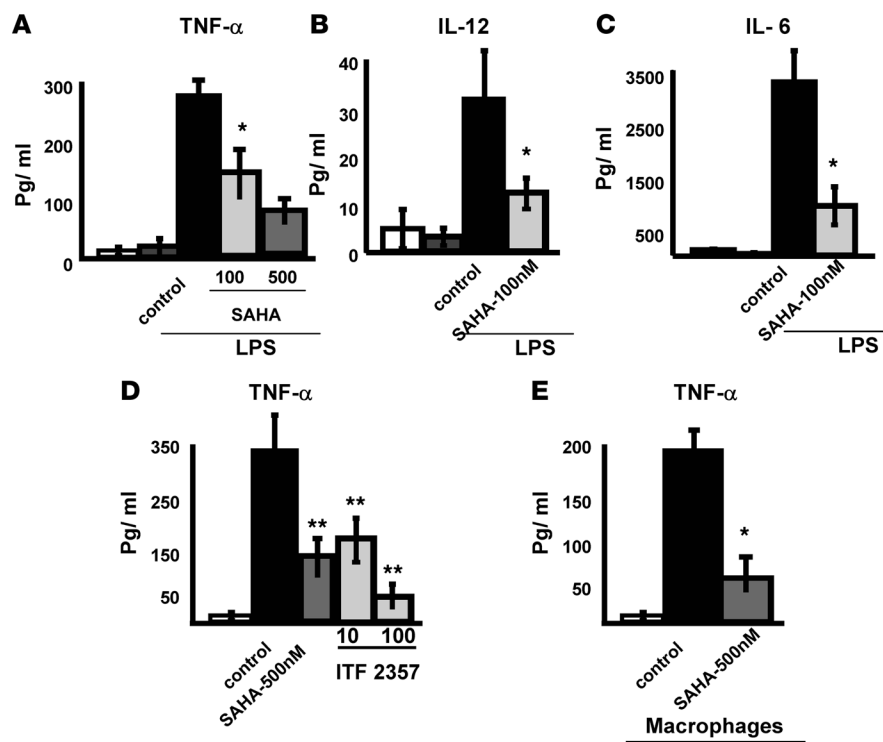 A TNF-α
Pg/ ml
300
200
100
0
control
100 500
SAHA
LPS
B IL-12
Pg/ ml
40
30
20
10
0
control
SAHA-100nM
LPS
C IL- 6
Pg/ ml
3500
2500
1500
500
control
SAHA-100nM
LPS
* * *
D TNF-α
Pg/ ml
350
250
150
50
** ** **
control
SAHA-500nM
10 100
ITF 2357
E TNF-α
Pg/ ml
200
150
100
50
*
control
SAHA-500nM
Macrophages